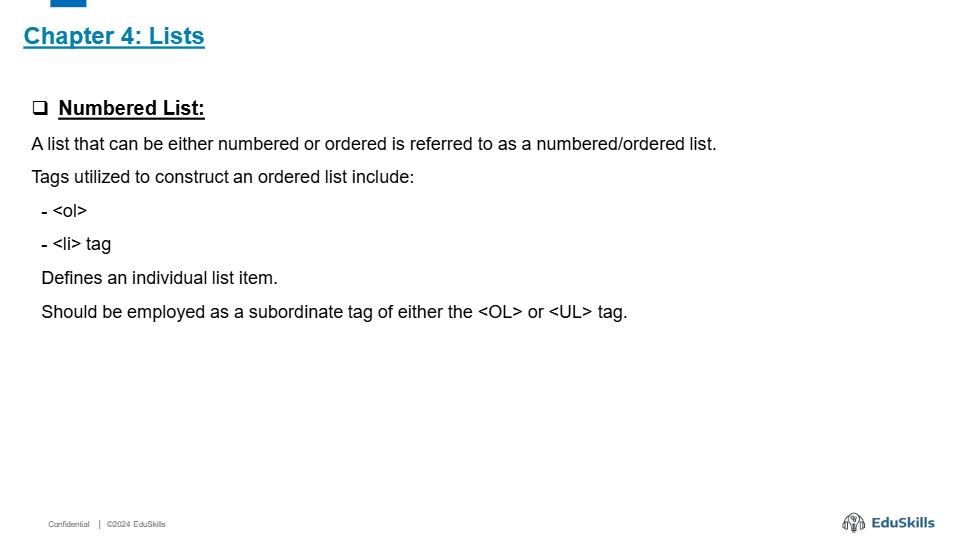 Chapter 4: Lists
❑ Numbered List:
A list that can be either numbered or ordered is referred to as a numbered/ordered list.
Tags utilized to construct an ordered list include:
- <ol>
- <li> tag
Defines an individual list item.
Should be employed as a subordinate tag of either the <OL> or <UL> tag.
Confidential | ©2024 EduSkills
EduSkills